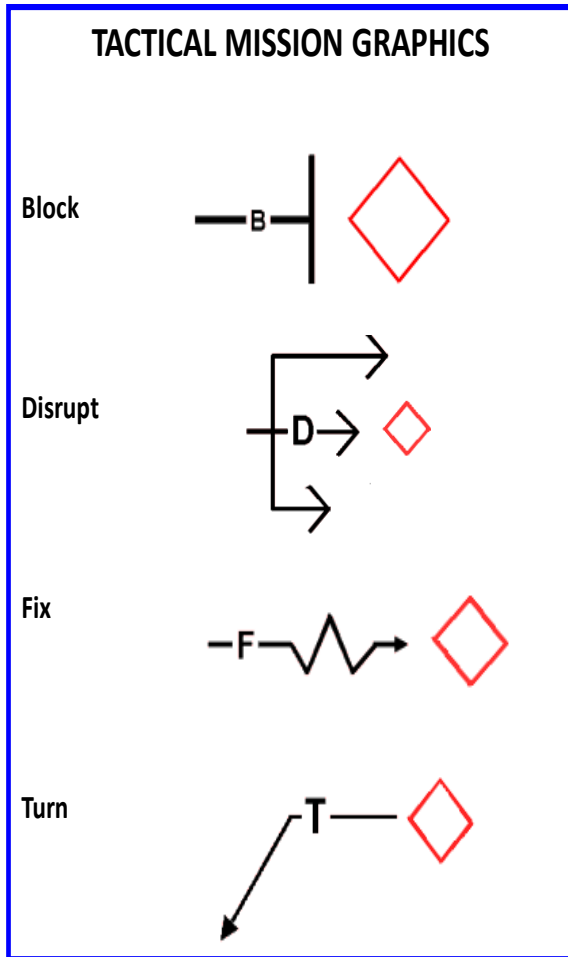 TACTICAL MISSION GRAPHICS
Block
B
Disrupt
D
Fix
F
Turn
T